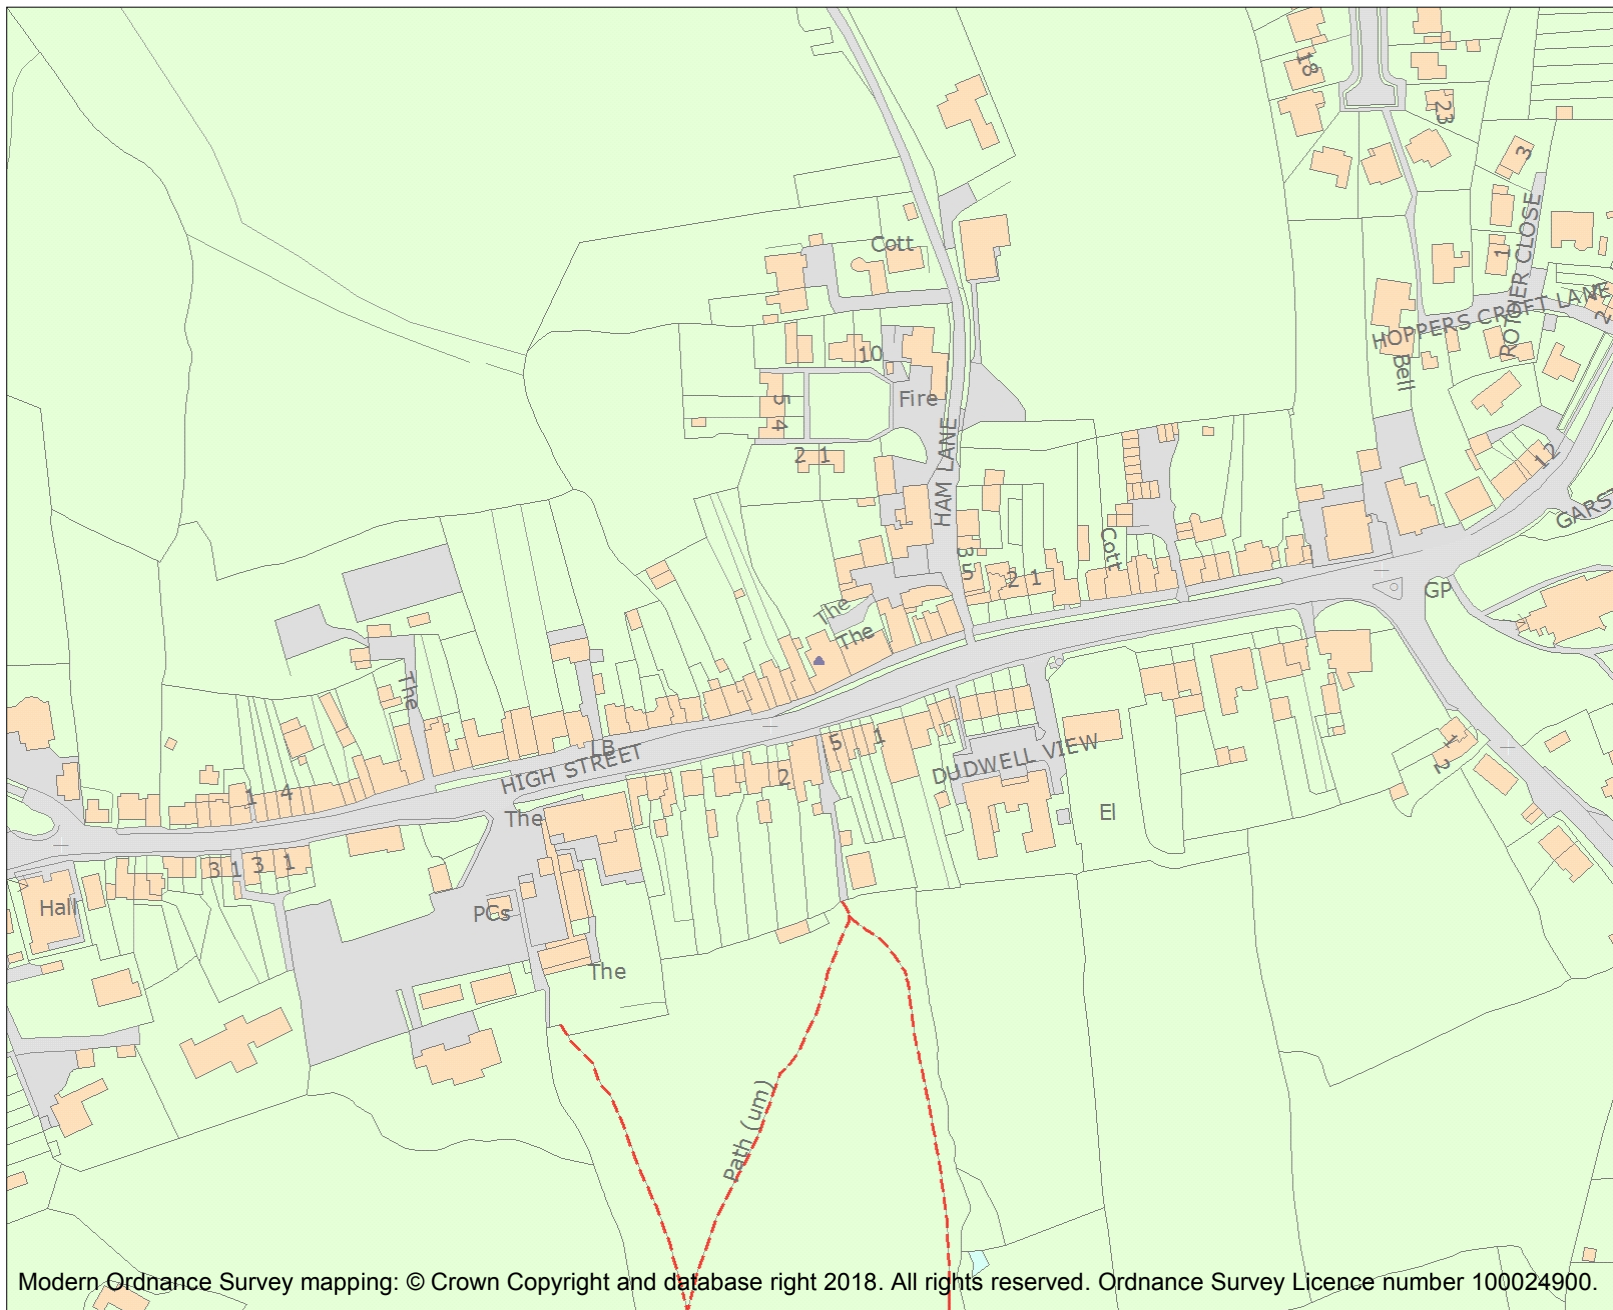 18
23
3
ROTHER CLOSE
1
Cott
HOPPERS CROFT LANE
2
10
Bell
Fire
5
4
2 1
HAM LANE
12
GARST
Cott
3
5
2 1
GP
The
The
The
LB
HIGH STREET
5
1
DUDWELL VIEW
2
1
2
1 4
The
El
3 1 3 1
Hall
PCs
The
Path (um)
Modern Ordnance Survey mapping: © Crown Copyright and database right 2018. All rights reserved. Ordnance Survey Licence number 100024900.